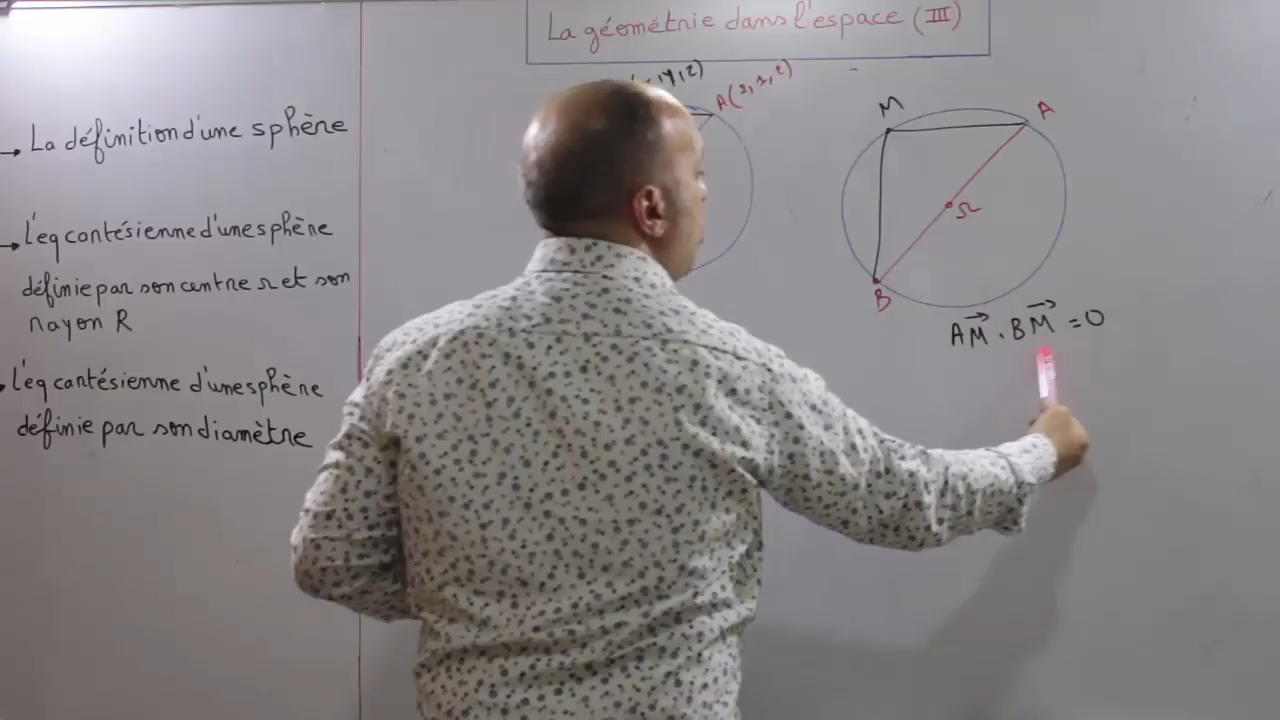 La géométrie dans l'espace (III)
→ La définition d'une sphère
→ L'eq cartésienne d'une sphère
définie par son centre Ω et son
rayon R
L'eq cartésienne d'une sphère
définie par son diamètre
,y,z)
A(
M
A
Ω
B
AM . BM = 0